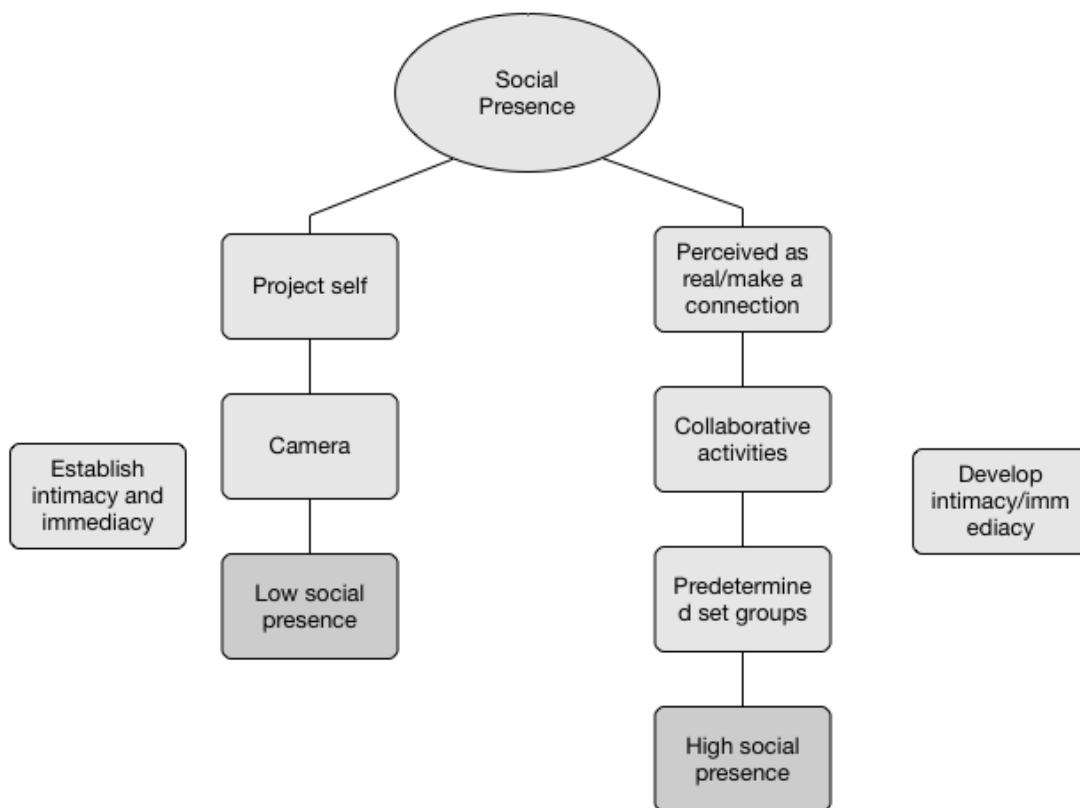 Social
Presence
Project self
Perceived as
real/make a
connection
Camera
Collaborative
activities
Establish
intimacy and
immediacy
Develop
intimacy/imm
ediacy
Low social
presence
Predetermine
d set groups
High social
presence